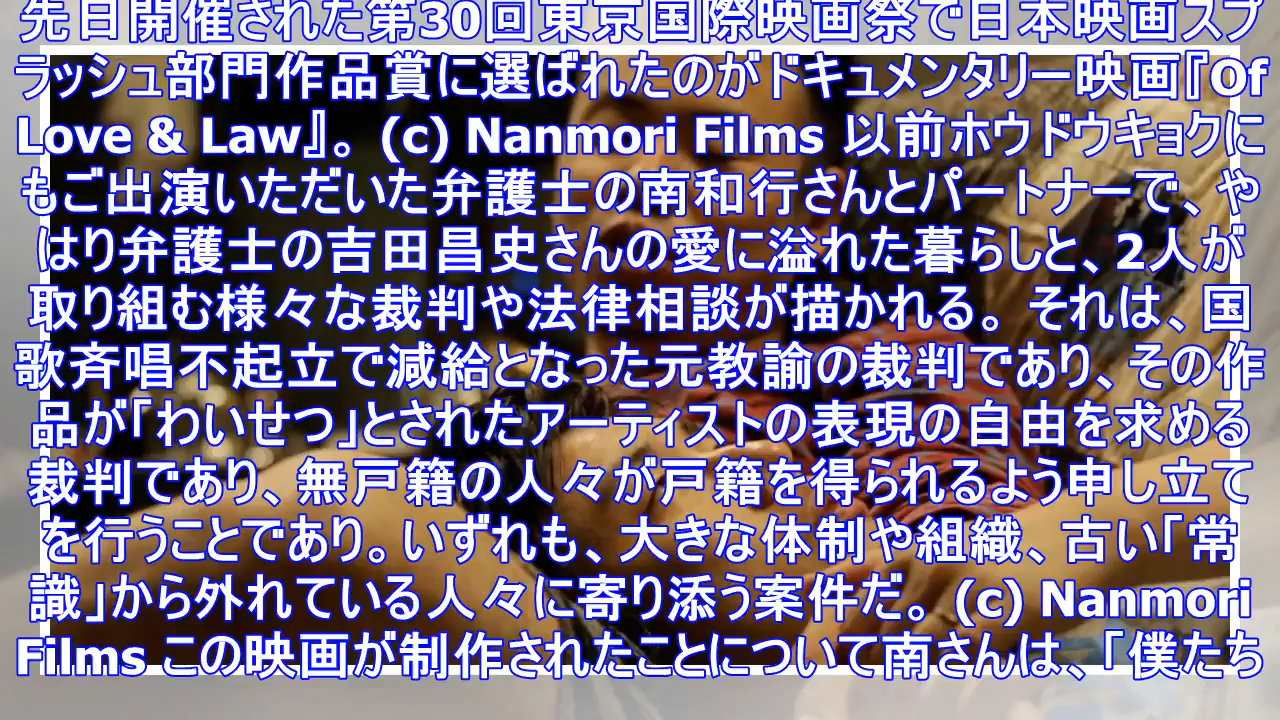 先日開催された第30回東京国際映画祭で日本映画スプ
ラッシュ部門作品賞に選ばれたのがドキュメンタリー映画『Of
Love & Law』。 (c) Nanmori Films 以前ホウドウキョクに
もご出演いただいた弁護士の南和行さんとパートナーで、や
はり弁護士の吉田昌史さんの愛に溢れた暮らしと、2人が
取り組む様々な裁判や法律相談が描かれる。それは、国
歌斉唱不起立で減給となった元教諭の裁判であり、その作
品が「わいせつ」とされたアーティストの表現の自由を求める
裁判であり、無戸籍の人々が戸籍を得られるよう申し立て
を行うことであり。いずれも、大きな体制や組織、古い「常
識」から外れている人々に寄り添う案件だ。 (c) Nanmori
Films この映画が制作されたことについて南さんは、「僕たち